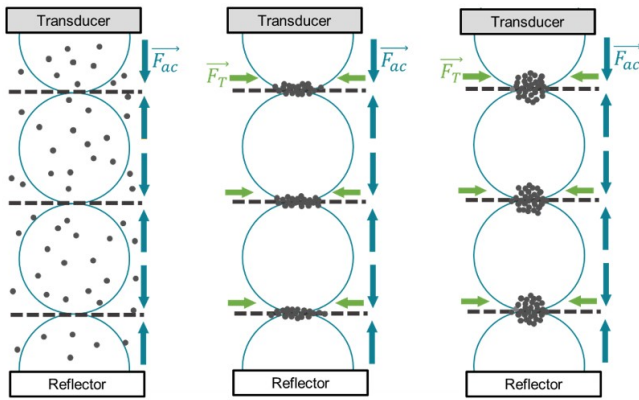 Transducer
Transducer
Transducer
F_ac
F_T
F_ac
F_T
F_ac
Reflector
Reflector
Reflector